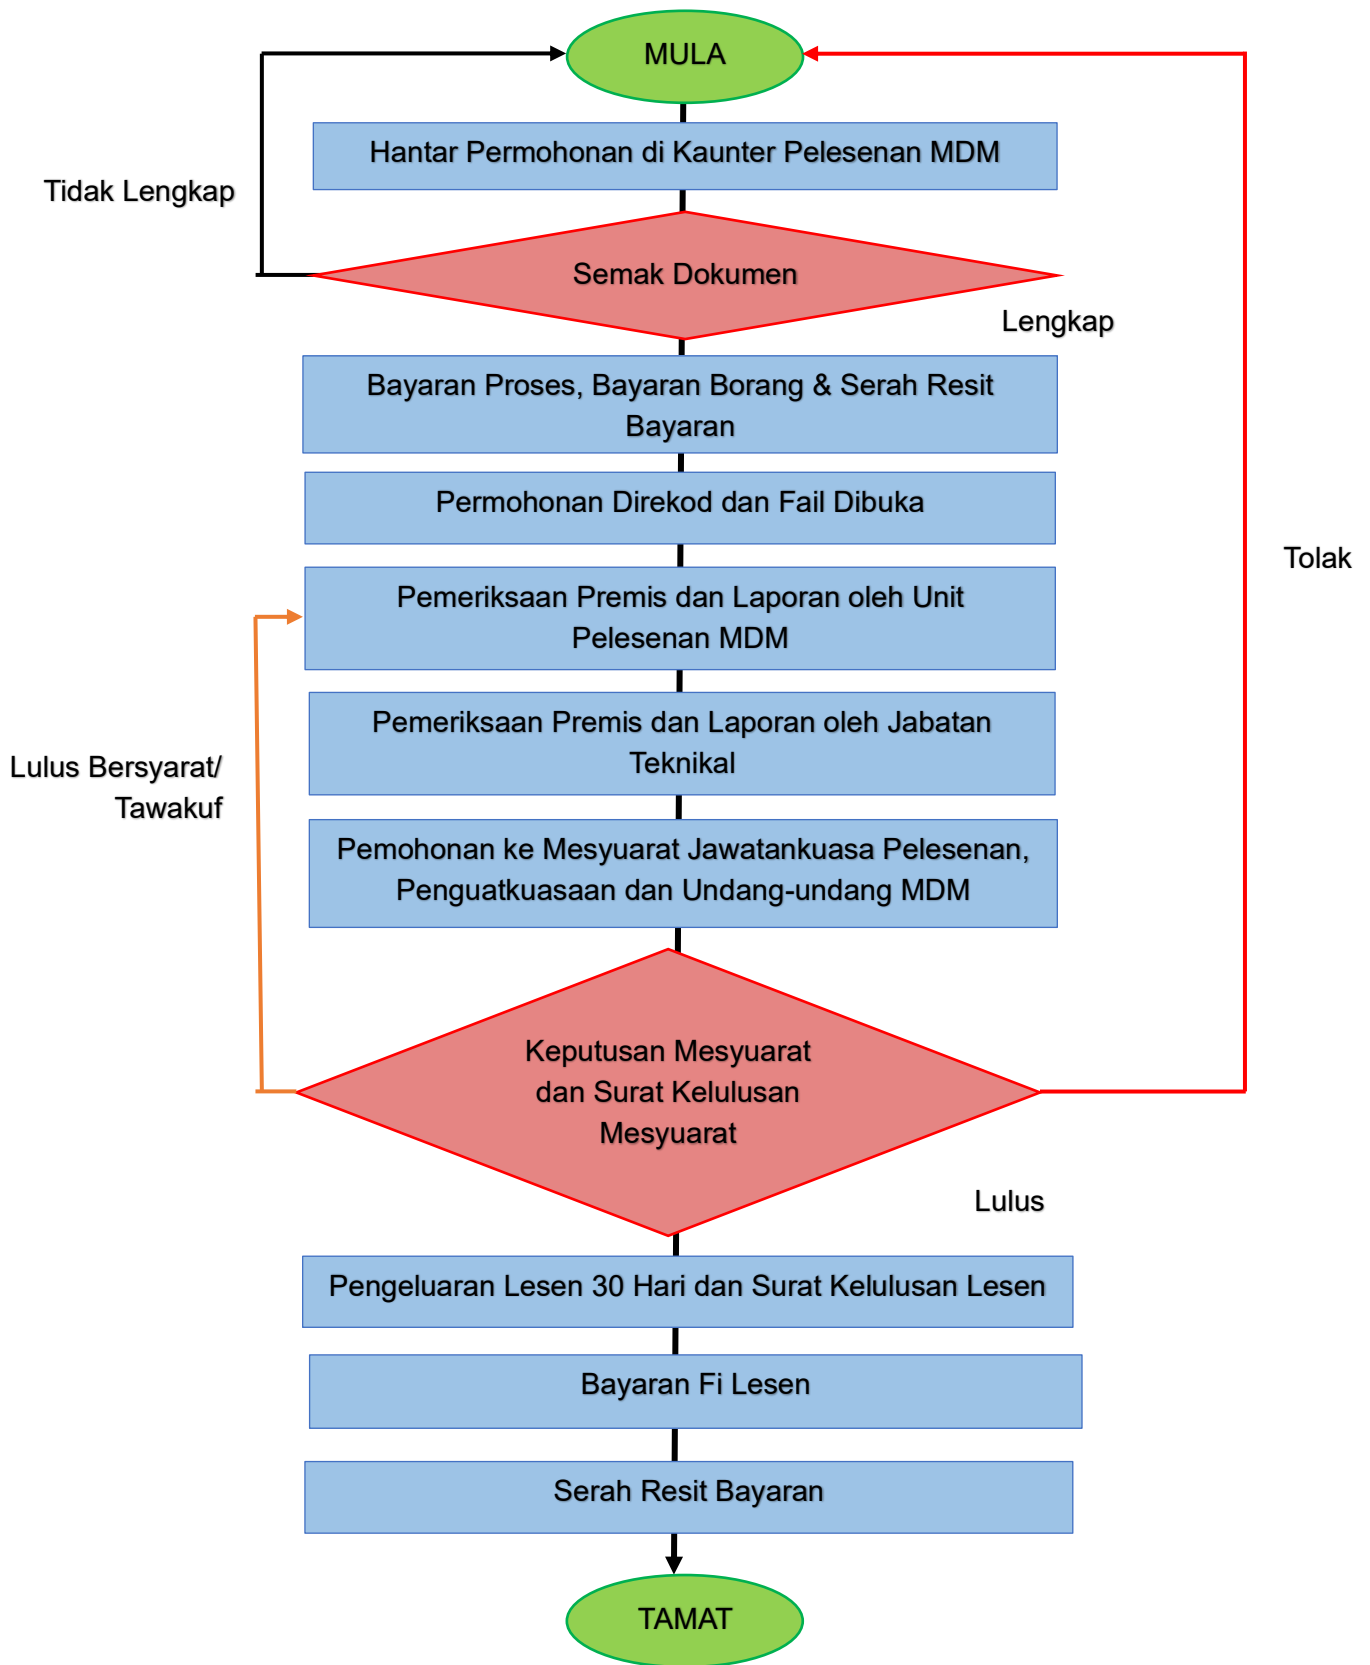 MULA
Hantar Permohonan di Kaunter Pelesenan MDM
Tidak Lengkap
Semak Dokumen
Lengkap
Bayaran Proses, Bayaran Borang & Serah Resit
Bayaran
Permohonan Direkod dan Fail Dibuka
Tolak
Pemeriksaan Premis dan Laporan oleh Unit
Pelesenan MDM
Pemeriksaan Premis dan Laporan oleh Jabatan
Teknikal
Lulus Bersyarat/
Tawakuf
Pemohonan ke Mesyuarat Jawatankuasa Pelesenan,
Penguatkuasaan dan Undang-undang MDM
Keputusan Mesyuarat
dan Surat Kelulusan
Mesyuarat
Lulus
Pengeluaran Lesen 30 Hari dan Surat Kelulusan Lesen
Bayaran Fi Lesen
Serah Resit Bayaran
TAMAT